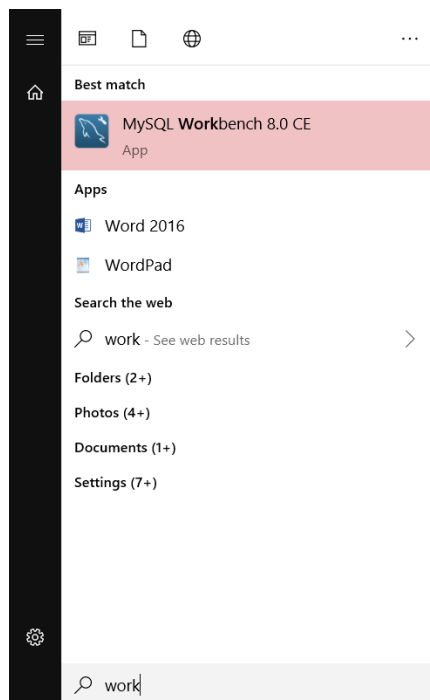 Best match
MySQL Workbench 8.0 CE
App
Apps
Word 2016
WordPad
Search the web
work - See web results
Folders (2+)
Photos (4+)
Documents (1+)
Settings (7+)
work